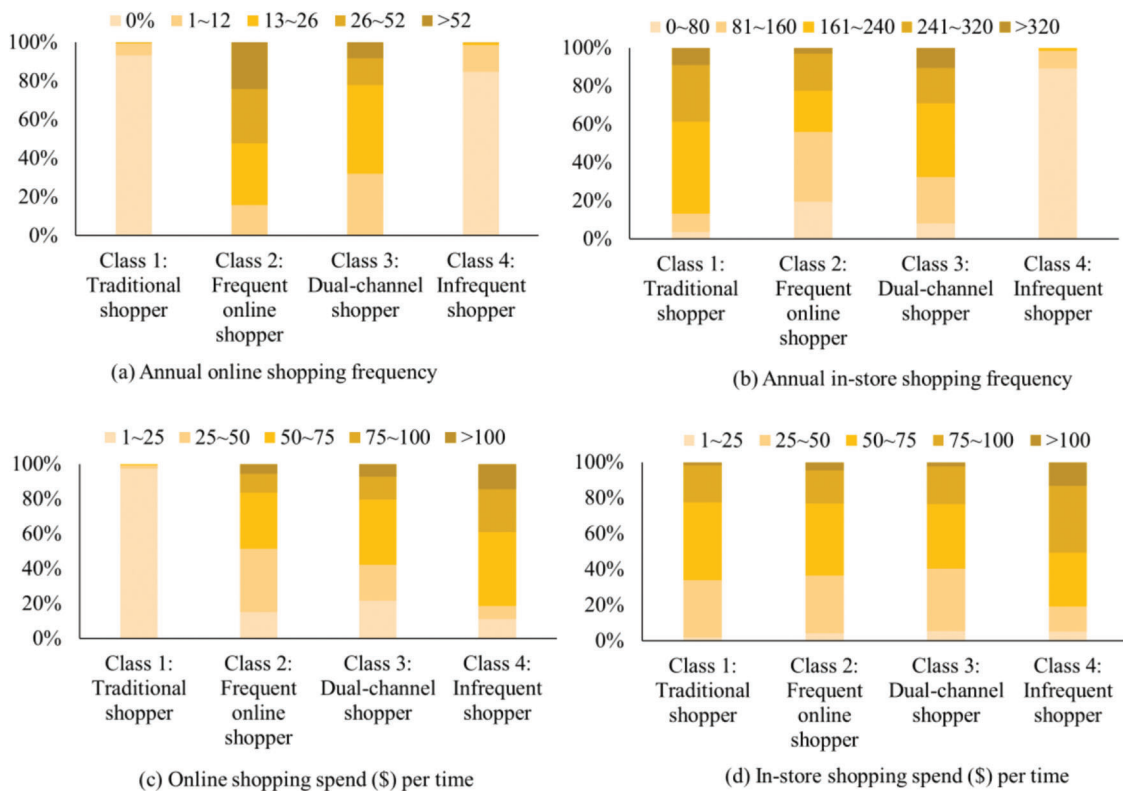 0% 1~12 13~26 26~52 >52
100%
80%
60%
40%
20%
0%
Class 1: Class 2: Class 3: Class 4:
Traditional Frequent Dual-channel Infrequent
shopper online shopper shopper
shopper
(a) Annual online shopping frequency
0~80 81~160 161~240 241~320 >320
100%
80%
60%
40%
20%
0%
Class 1: Class 2: Class 3: Class 4:
Traditional Frequent Dual-channel Infrequent
shopper online shopper shopper
shopper
(b) Annual in-store shopping frequency
1~25 25~50 50~75 75~100 >100
100%
80%
60%
40%
20%
0%
Class 1: Class 2: Class 3: Class 4:
Traditional Frequent Dual-channel Infrequent
shopper online shopper shopper
shopper
(c) Online shopping spend ($) per time
1~25 25~50 50~75 75~100 >100
100%
80%
60%
40%
20%
0%
Class 1: Class 2: Class 3: Class 4:
Traditional Frequent Dual-channel Infrequent
shopper online shopper shopper
shopper
(d) In-store shopping spend ($) per time